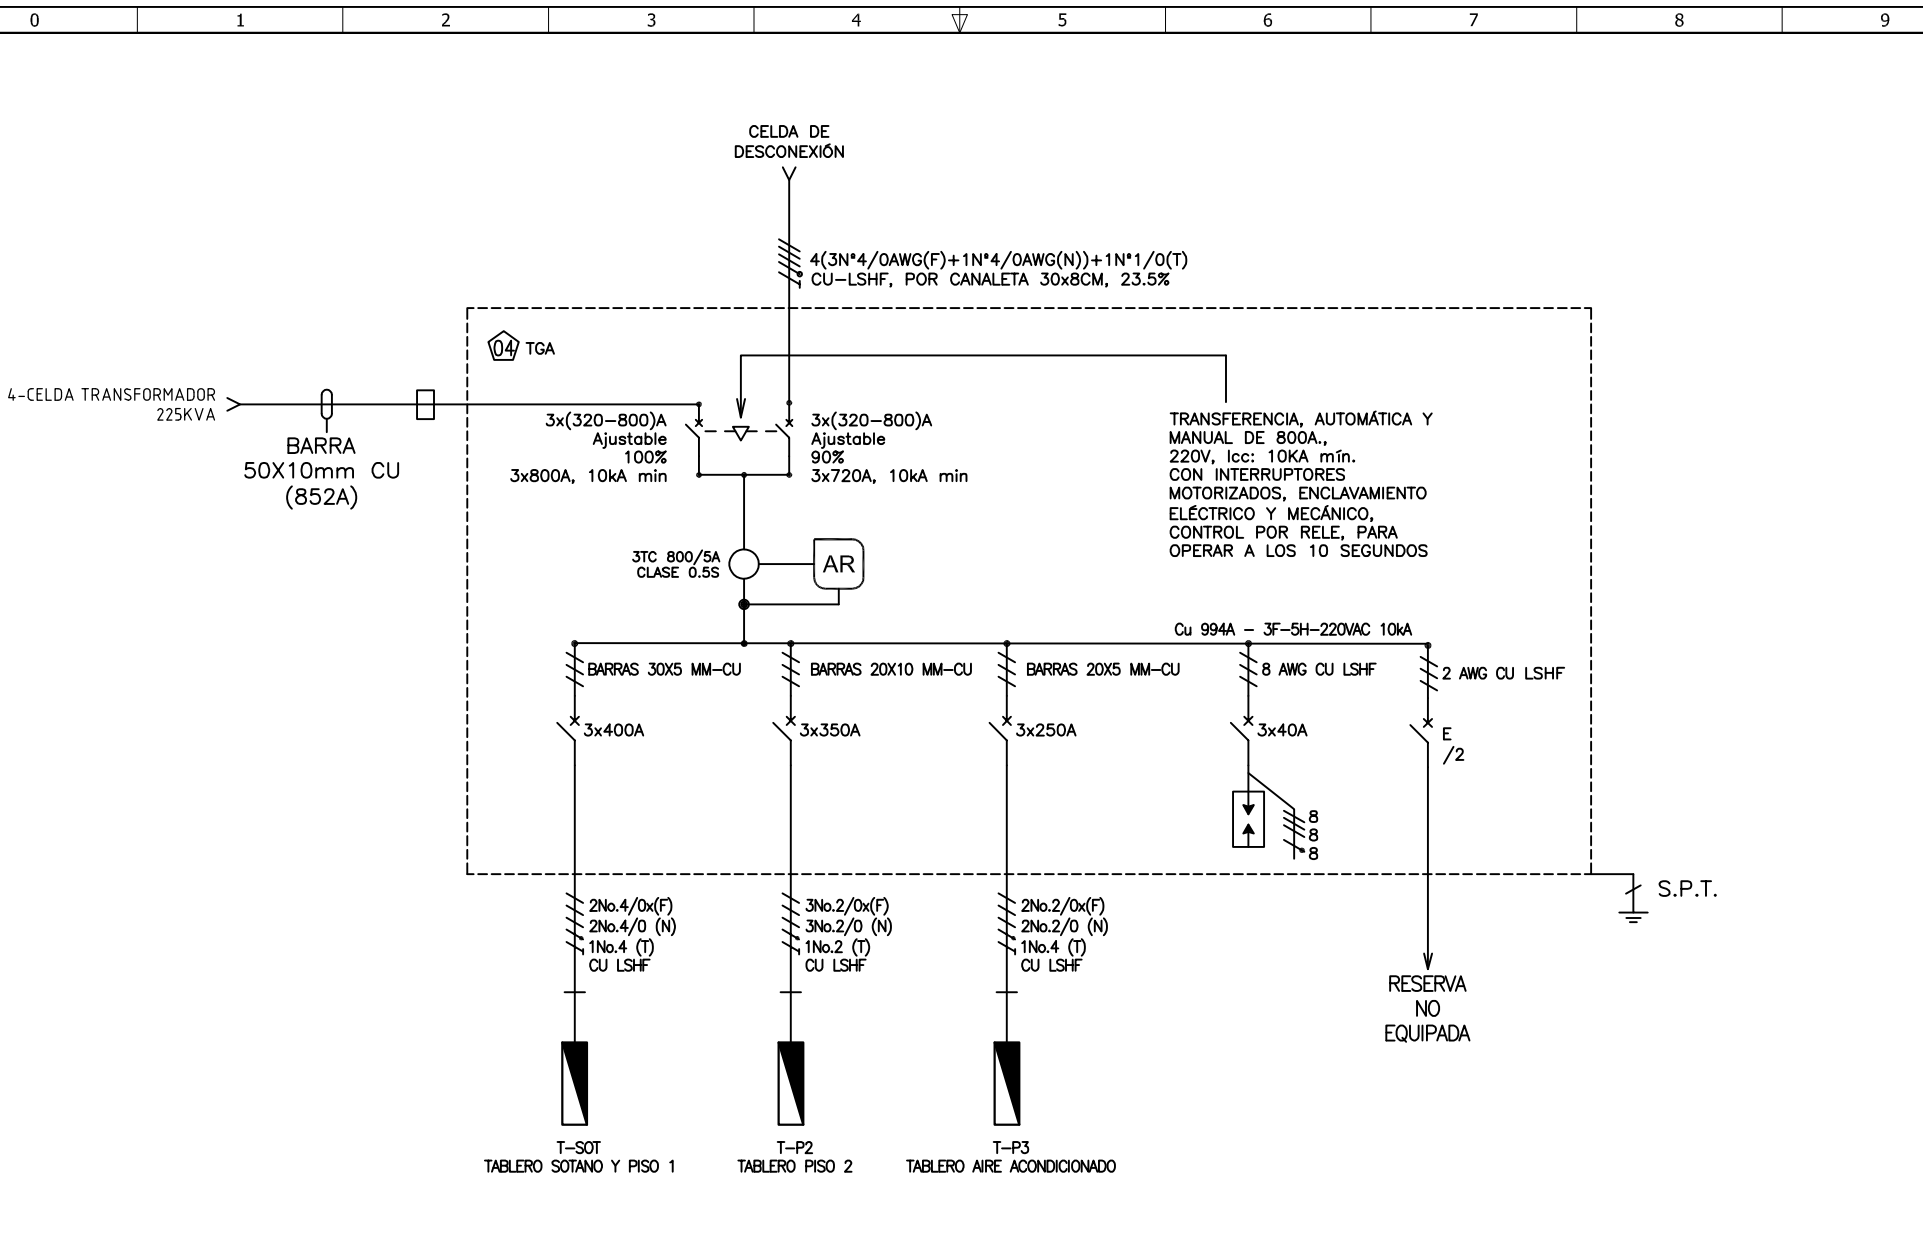 0 1 2 3 4 5 6 7 8 9
CELDA DE
DESCONEXIÓN
4(3N°4/0AWG(F)+1N°4/0AWG(N))+1N°1/0(T)
CU-LSHF, POR CANALETA 30x8CM, 23.5%
04 TGA
4-CELDA TRANSFORMADOR
225KVA
BARRA
50X10mm CU
(852A)
3x(320-800)A
Ajustable
100%
3x800A, 10kA min
3x(320-800)A
Ajustable
90%
3x720A, 10kA min
TRANSFERENCIA, AUTOMÁTICA Y
MANUAL DE 800A.,
220V, Icc: 10KA mín.
CON INTERRUPTORES
MOTORIZADOS, ENCLAVAMIENTO
ELÉCTRICO Y MECÁNICO,
CONTROL POR RELE, PARA
OPERAR A LOS 10 SEGUNDOS
3TC 800/5A
CLASE 0.5S
AR
Cu 994A - 3F-5H-220VAC 10kA
BARRAS 30X5 MM-CU
BARRAS 20X10 MM-CU
BARRAS 20X5 MM-CU
8 AWG CU LSHF
2 AWG CU LSHF
3x400A
3x350A
3x250A
3x40A
E
/2
8
8
8
S.P.T.
2No.4/0x(F)
2No.4/0 (N)
1No.4 (T)
CU LSHF
3No.2/0x(F)
3No.2/0 (N)
1No.2 (T)
CU LSHF
2No.2/0x(F)
2No.2/0 (N)
1No.4 (T)
CU LSHF
RESERVA
NO
EQUIPADA
T-SOT
TABLERO SOTANO Y PISO 1
T-P2
TABLERO PISO 2
T-P3
TABLERO AIRE ACONDICIONADO